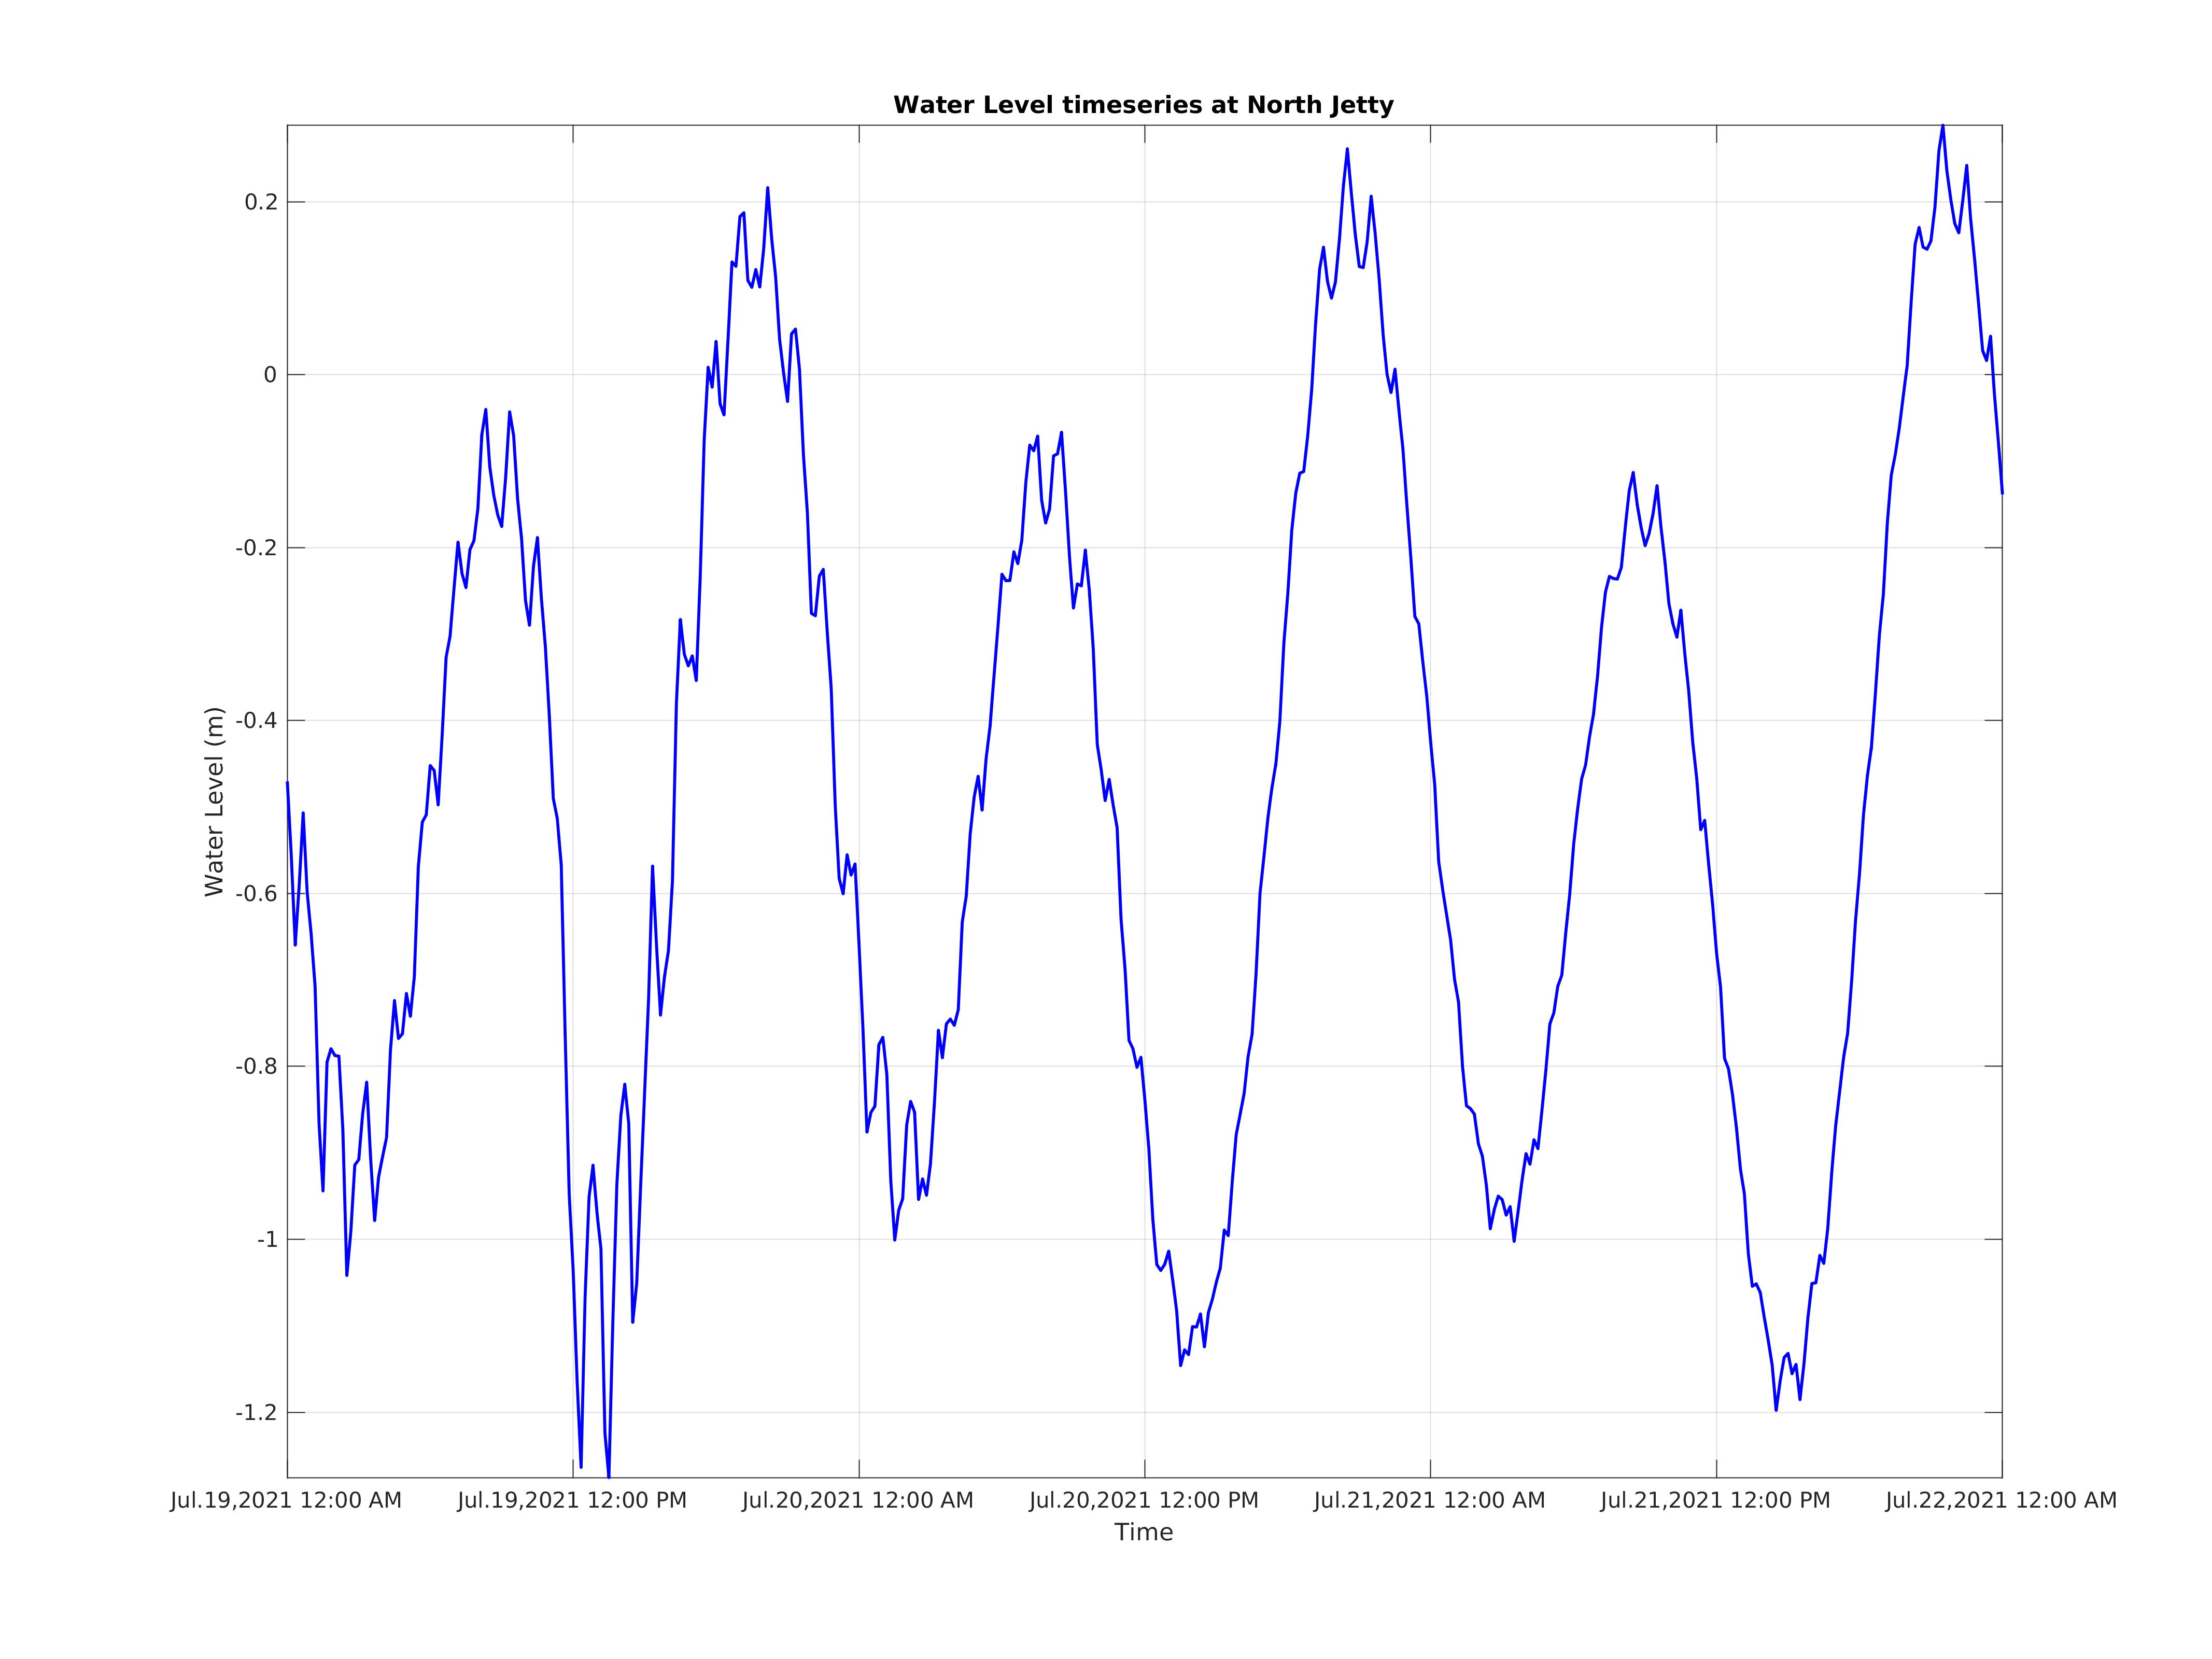 Water Level timeseries at North Jetty
0.2
0
-0.2
-0.4
-0.6
-0.8
-1
-1.2
Water Level (m)
Jul.19,2021 12:00 AM
Jul.19,2021 12:00 PM
Jul.20,2021 12:00 AM
Jul.20,2021 12:00 PM
Jul.21,2021 12:00 AM
Jul.21,2021 12:00 PM
Jul.22,2021 12:00 AM
Time